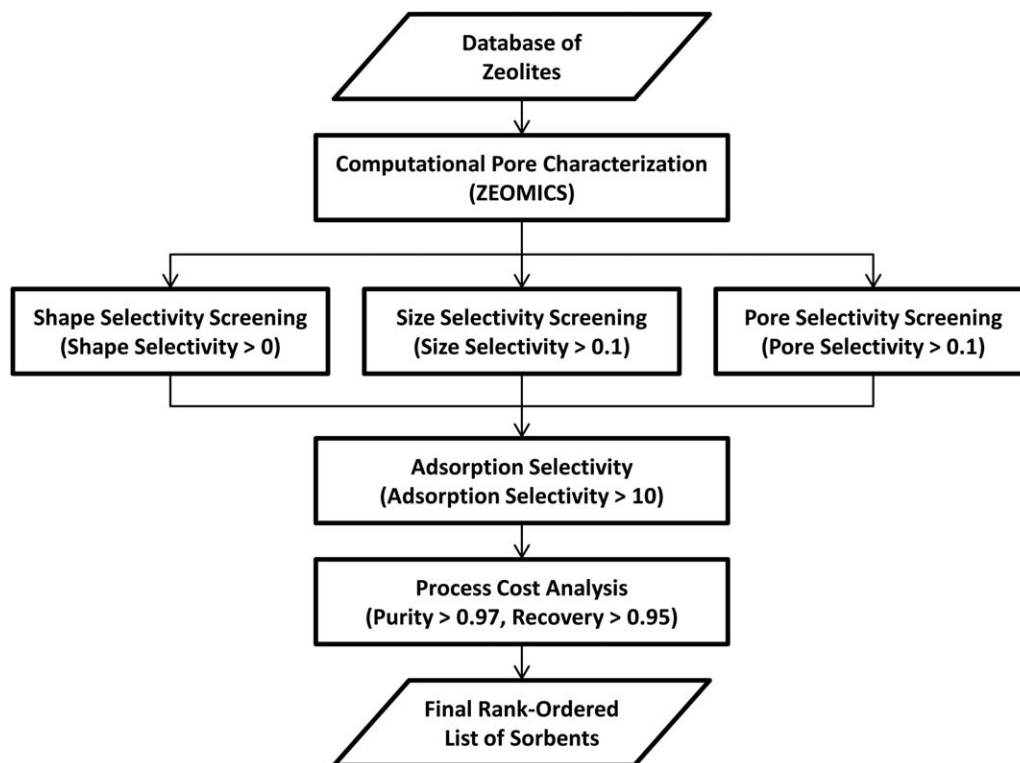 Database of
Zeolites
Computational Pore Characterization
(ZEOMICS)
Shape Selectivity Screening
(Shape Selectivity > 0)
Size Selectivity Screening
(Size Selectivity > 0.1)
Pore Selectivity Screening
(Pore Selectivity > 0.1)
Adsorption Selectivity
(Adsorption Selectivity > 10)
Process Cost Analysis
(Purity > 0.97, Recovery > 0.95)
Final Rank-Ordered
List of Sorbents